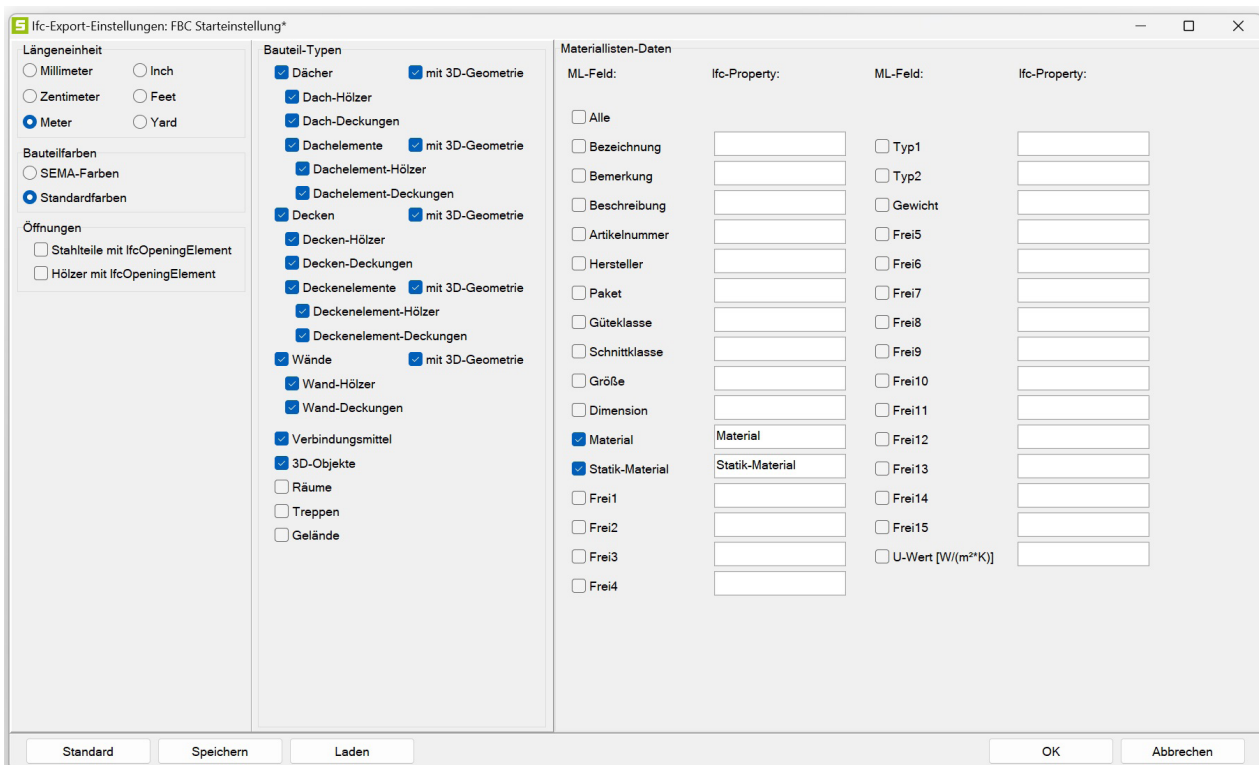 S Ifc-Export-Einstellungen: FBC Starteinstellung*
Längeneinheit
Millimeter Inch
Zentimeter Feet
Meter Yard
Bauteilfarben
SEMA-Farben
Standardfarben
Öffnungen
Stahlteile mit IfcOpeningElement
Hölzer mit IfcOpeningElement
Bauteil-Typen
Dächer mit 3D-Geometrie
Dach-Hölzer
Dach-Deckungen
Dachelemente mit 3D-Geometrie
Dachelement-Hölzer
Dachelement-Deckungen
Decken mit 3D-Geometrie
Decken-Hölzer
Decken-Deckungen
Deckenelemente mit 3D-Geometrie
Deckenelement-Hölzer
Deckenelement-Deckungen
Wände mit 3D-Geometrie
Wand-Hölzer
Wand-Deckungen
Verbindungsmittel
3D-Objekte
Räume
Treppen
Gelände
Materiallisten-Daten
ML-Feld: Ifc-Property: ML-Feld: Ifc-Property:
Alle
Bezeichnung Typ1
Bemerkung Typ2
Beschreibung Gewicht
Artikelnummer Frei5
Hersteller Frei6
Paket Frei7
Güteklasse Frei8
Schnittklasse Frei9
Größe Frei10
Dimension Frei11
Material Material Frei12
Statik-Material Statik-Material Frei13
Frei1 Frei14
Frei2 Frei15
Frei3 U-Wert [W/(m²*K)]
Frei4
Standard Speichern Laden OK Abbrechen